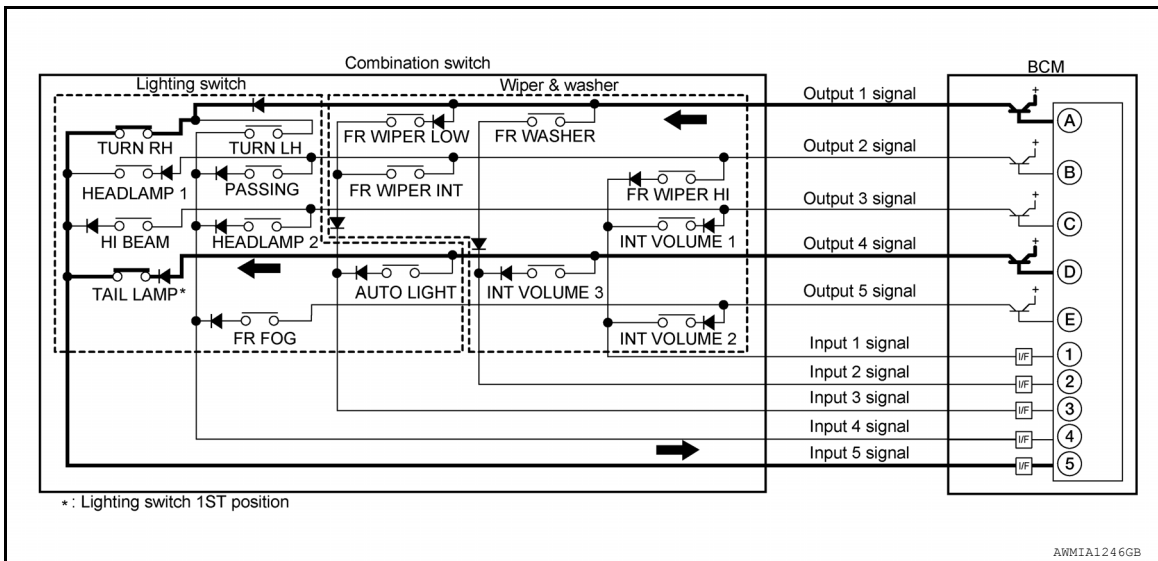 Combination switch
BCM
Lighting switch
Wiper & washer
Output 1 signal
+
A
TURN RH
TURN LH
FR WIPER LOW
FR WASHER
Output 2 signal
+
B
HEADLAMP 1
PASSING
FR WIPER INT
FR WIPER HI
Output 3 signal
+
C
HI BEAM
HEADLAMP 2
INT VOLUME 1
Output 4 signal
+
D
TAIL LAMP*
AUTO LIGHT
INT VOLUME 3
Output 5 signal
+
E
FR FOG
INT VOLUME 2
Input 1 signal
I/F
1
Input 2 signal
I/F
2
Input 3 signal
I/F
3
Input 4 signal
I/F
4
Input 5 signal
I/F
5
*: Lighting switch 1ST position
AWMIA1246GB